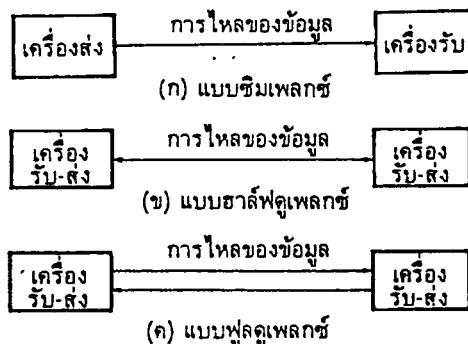 การไหลของข้อมูล
เครื่องส่ง เครื่องรับ
(ก) แบบซิมเพลกซ์
การไหลของข้อมูล
เครื่อง เครื่อง
รับ-ส่ง รับ-ส่ง
(ข) แบบฮาล์ฟดูเพลกซ์
การไหลของข้อมูล
เครื่อง เครื่อง
รับ-ส่ง รับ-ส่ง
(ค) แบบฟูลดูเพลกซ์